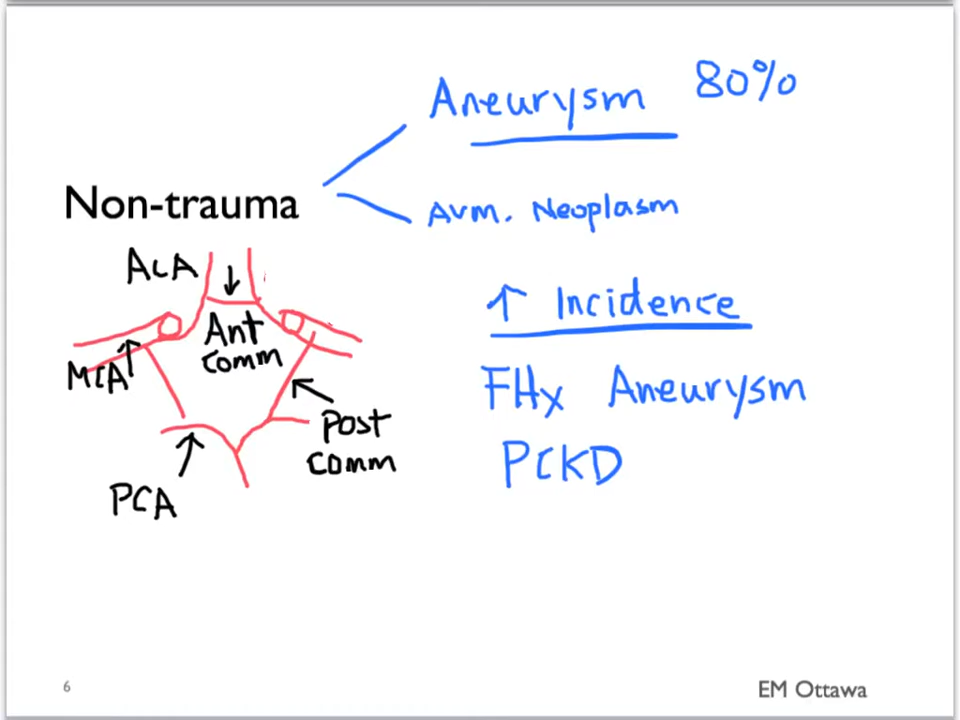 Aneurysm 80%
Non-trauma
Avm. Neoplasm
ACA
Ant
Comm
MCA
Post
Comm
PCA
↑ Incidence
FHx Aneurysm
PCKD
6
EM Ottawa